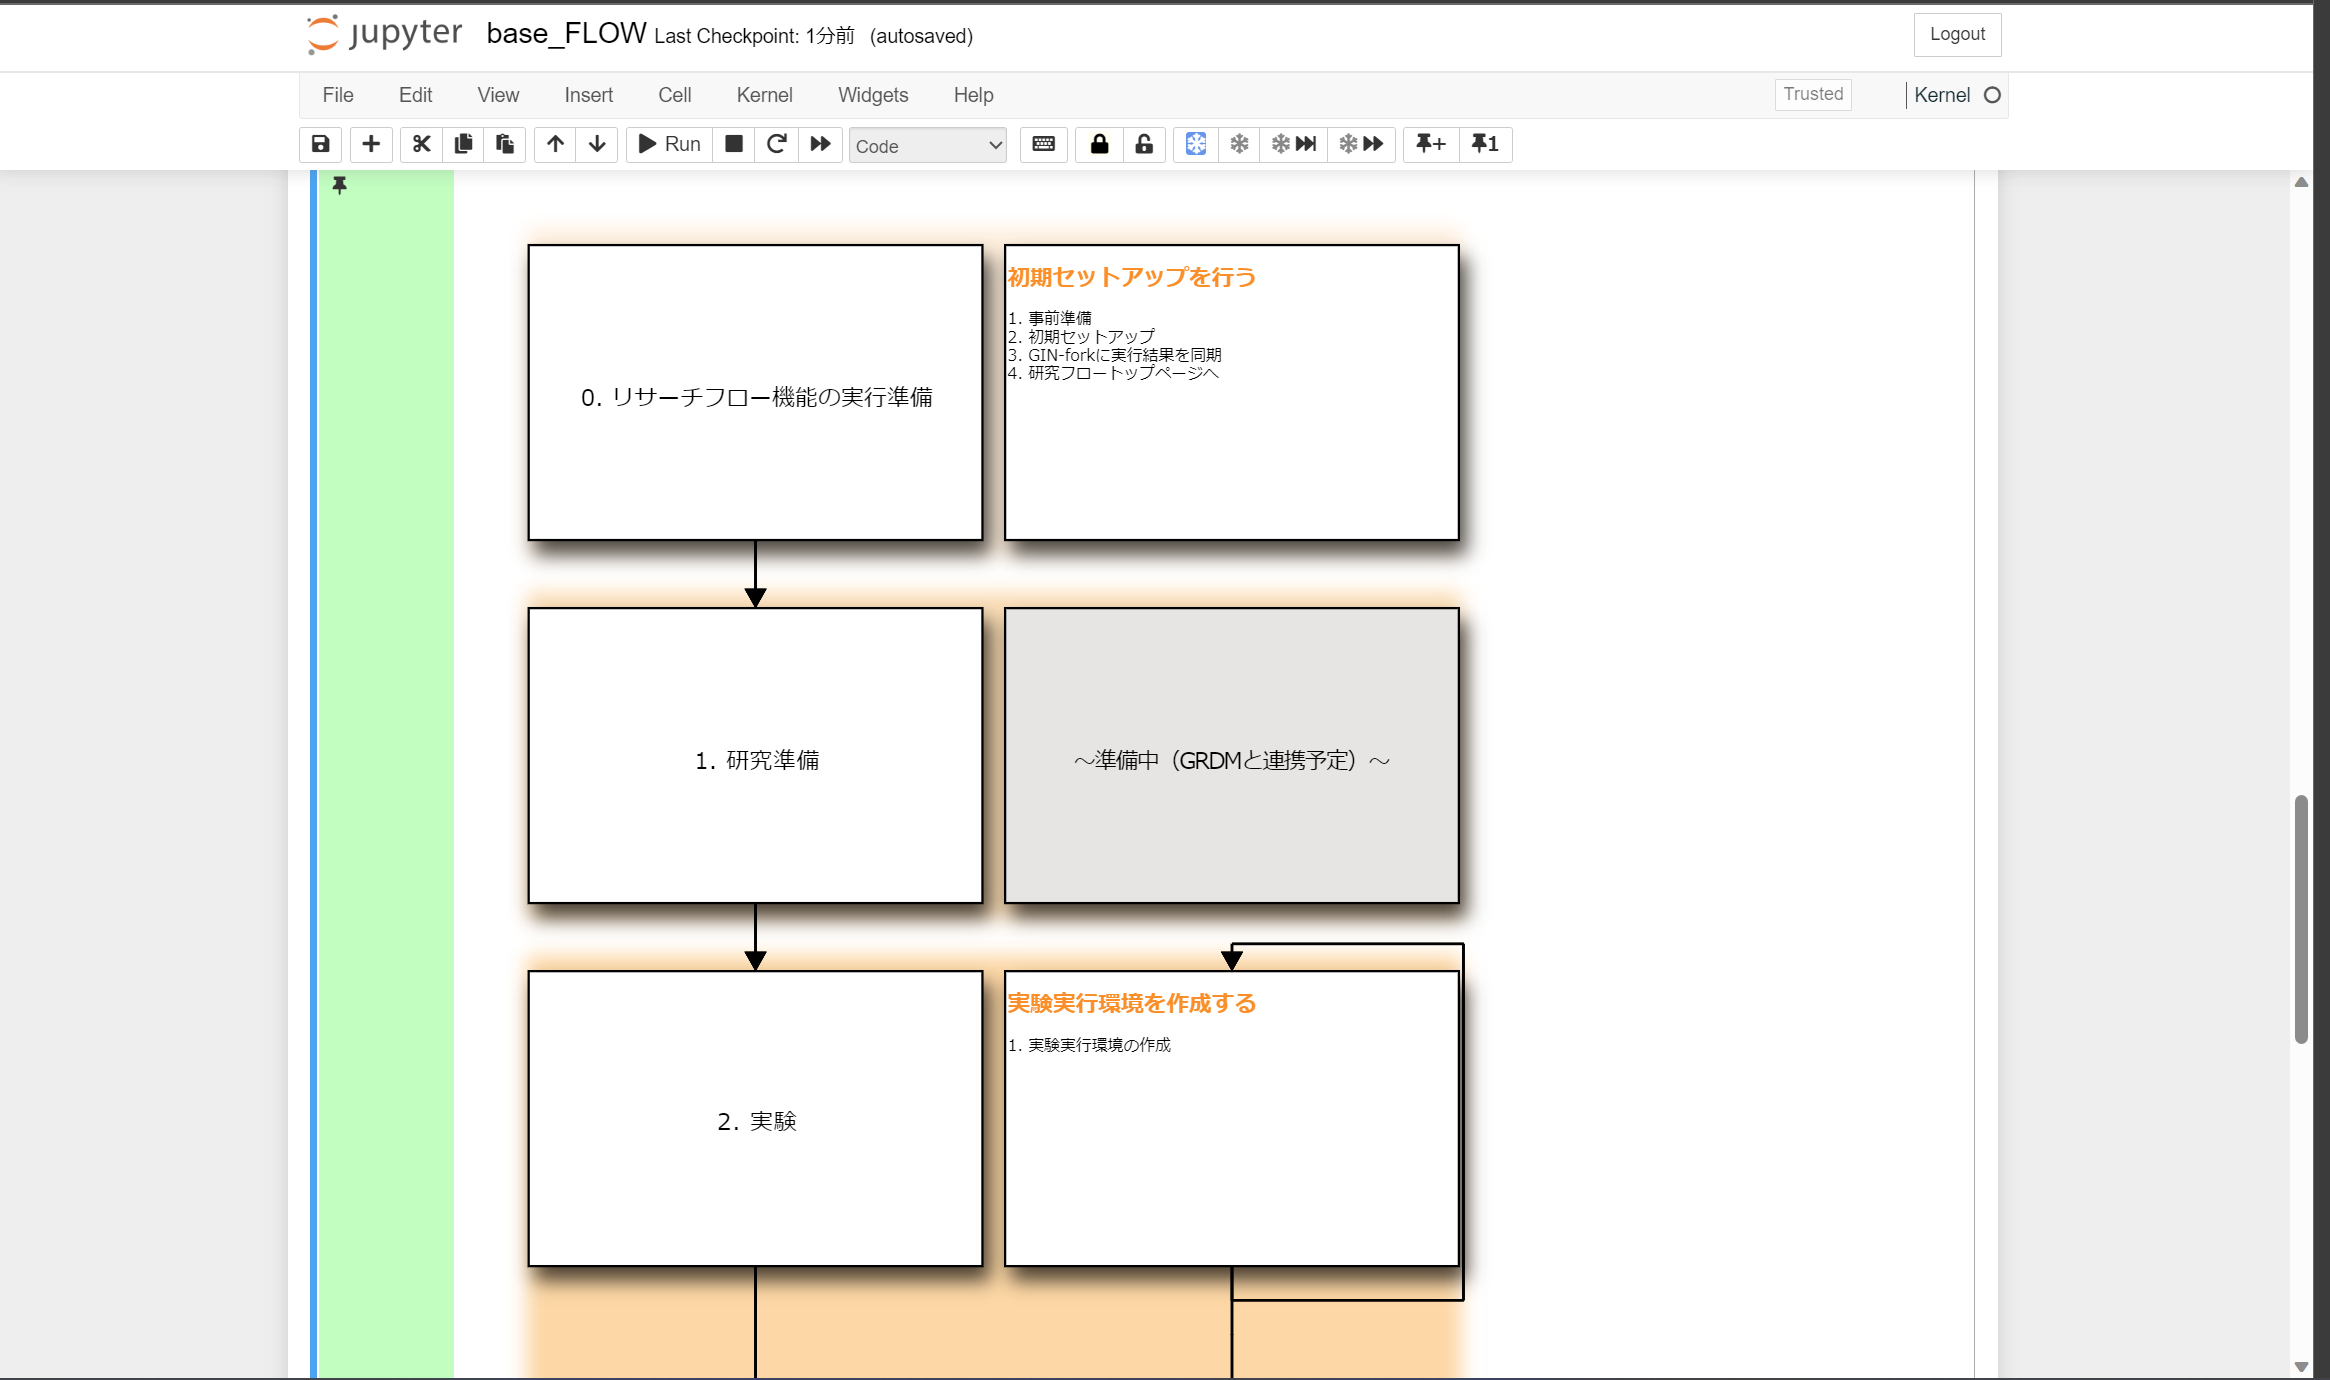 jupyter base_FLOW Last Checkpoint: 1分前 (autosaved)
Logout
File Edit View Insert Cell Kernel Widgets Help
Trusted
Kernel
Run
Code
+
1
0. リサーチフロー機能の実行準備
初期セットアップを行う
1. 事前準備
2. 初期セットアップ
3. GIN-forkに実行結果を同期
4. 研究フロートップページへ
1. 研究準備
～準備中（GRDMと連携予定）～
2. 実験
実験実行環境を作成する
1. 実験実行環境の作成